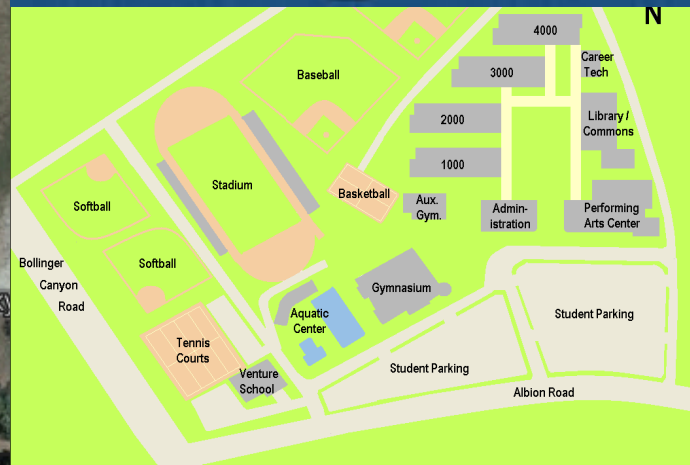 N
4000
Career
Tech
3000
Baseball
2000
Library /
Commons
1000
Stadium
Basketball
Aux.
Gym.
Softball
Admin-
istration
Performing
Arts Center
Softball
Bollinger
Canyon
Road
Gymnasium
Aquatic
Center
Student Parking
Tennis
Courts
Student Parking
Venture
School
Albion Road